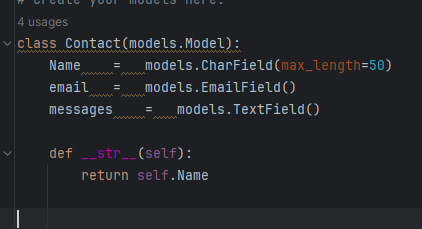 # Create your models here.
4 usages
class Contact(models.Model):
    Name    =   models.CharField(max_length=50)
    email   =   models.EmailField()
    messages    =   models.TextField()
    def __str__(self):
        return self.Name